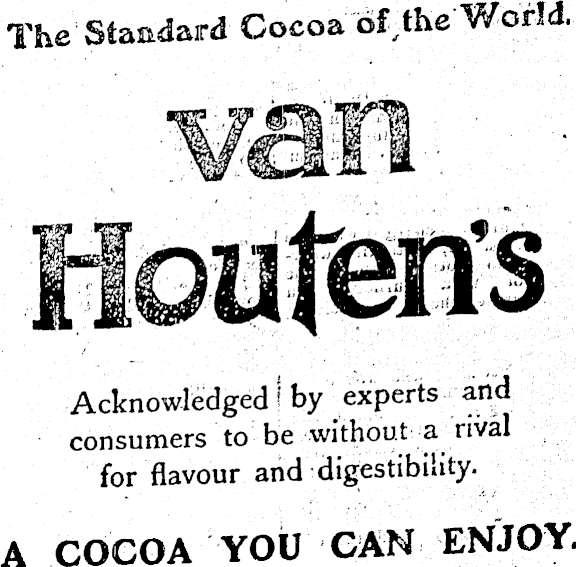 The Standard Cocoa of the World.
van
Houten's
Acknowledged by experts and
consumers to be without a rival
for flavour and digestibility.
A COCOA YOU CAN ENJOY.